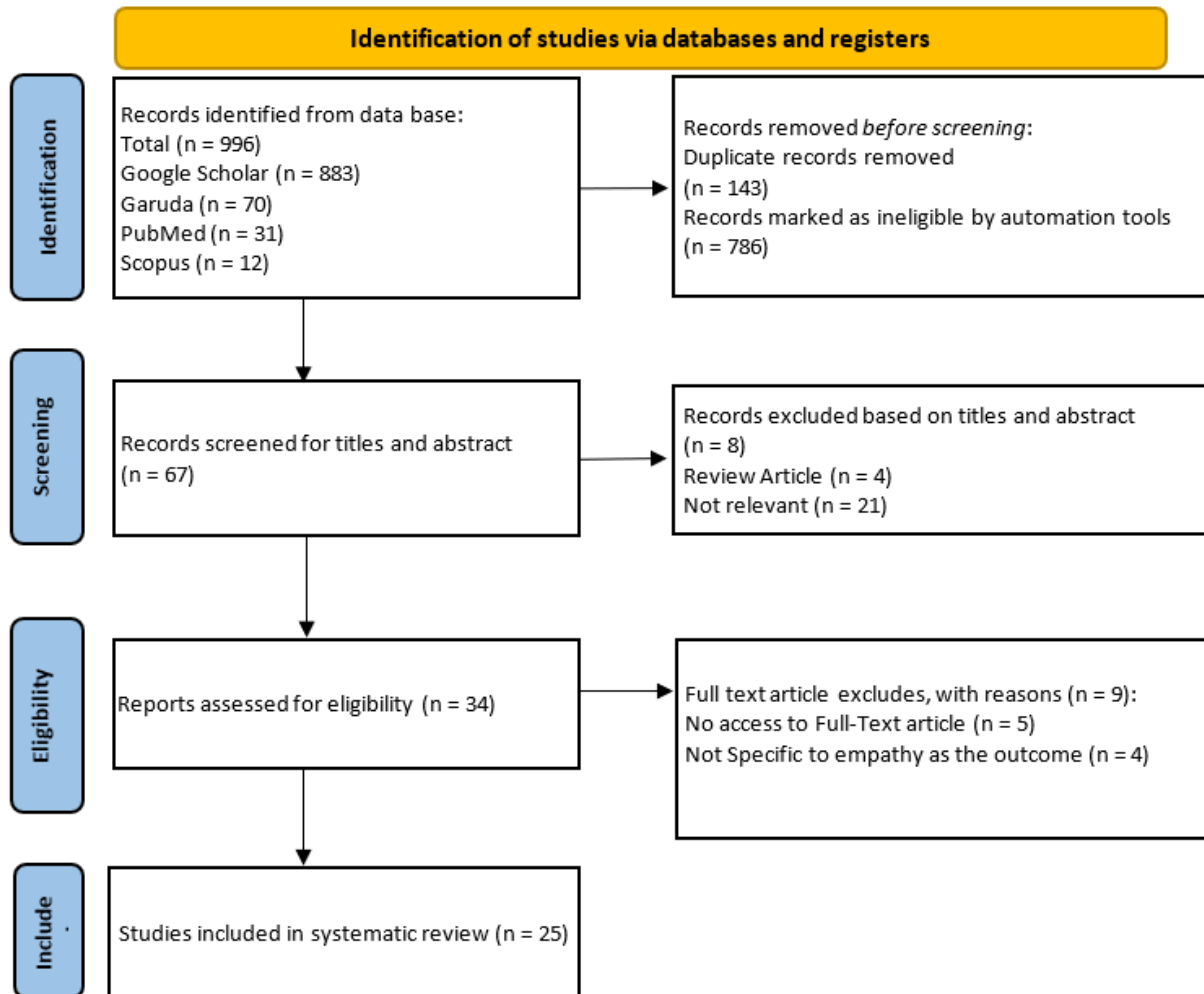 Identification of studies via databases and registers
Identification
Records identified from data base:
Total (n = 996)
Google Scholar (n = 883)
Garuda (n = 70)
PubMed (n = 31)
Scopus (n = 12)
Records removed before screening:
Duplicate records removed
(n = 143)
Records marked as ineligible by automation tools
(n = 786)
Screening
Records screened for titles and abstract
(n = 67)
Records excluded based on titles and abstract
(n = 8)
Review Article (n = 4)
Not relevant (n = 21)
Eligibility
Reports assessed for eligibility (n = 34)
Full text article excludes, with reasons (n = 9):
No access to Full-Text article (n = 5)
Not Specific to empathy as the outcome (n = 4)
Include
.
Studies included in systematic review (n = 25)